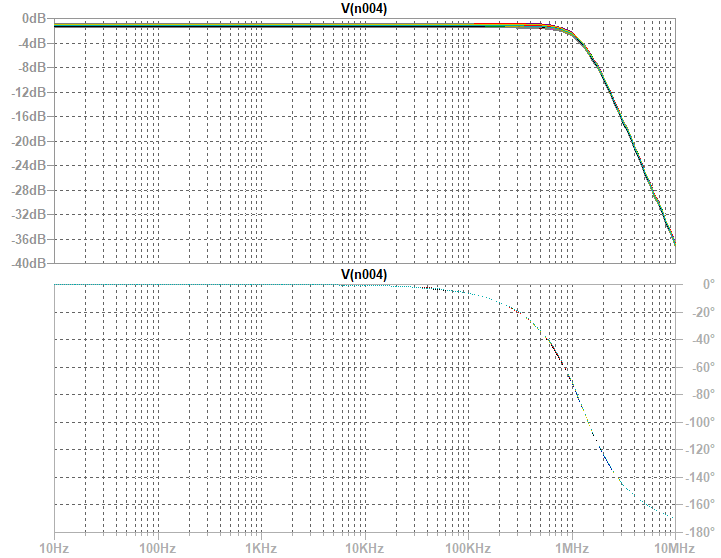 V(n004)
0dB
-4dB
-8dB
-12dB
-16dB
-20dB
-24dB
-28dB
-32dB
-36dB
-40dB
V(n004)
0°
-20°
-40°
-60°
-80°
-100°
-120°
-140°
-160°
-180°
10Hz 100Hz 1KHz 10KHz 100KHz 1MHz 10MHz